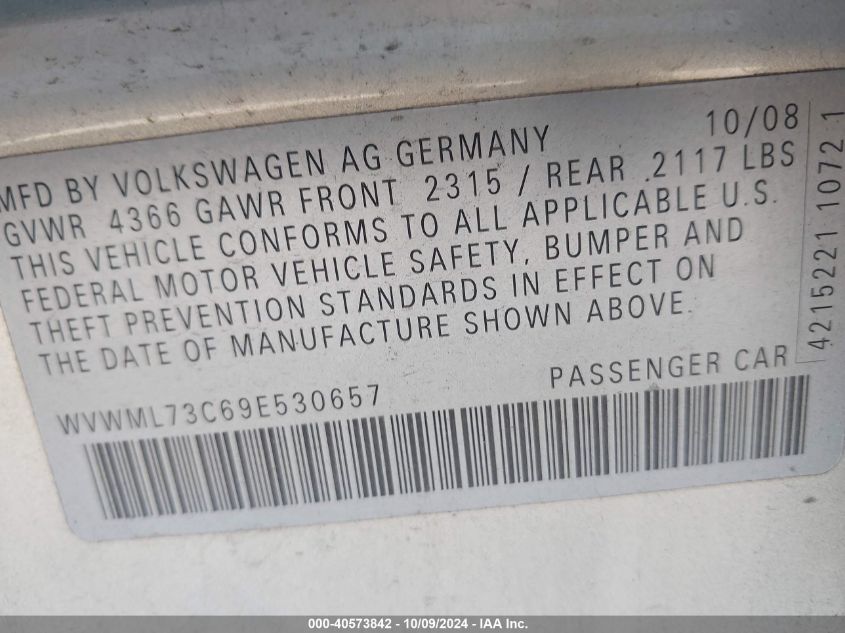 10/08
MFD BY VOLKSWAGEN AG GERMANY
GVWR 4366 GAWR FRONT 2315 / REAR 2117 LBS
THIS VEHICLE CONFORMS TO ALL APPLICABLE U.S.
FEDERAL MOTOR VEHICLE SAFETY, BUMPER AND
THEFT PREVENTION STANDARDS IN EFFECT ON
THE DATE OF MANUFACTURE SHOWN ABOVE.
WVWML73C69E530657
PASSENGER CAR
4215221 1072 1
000-40573842 - 10/09/2024 - IAA Inc.